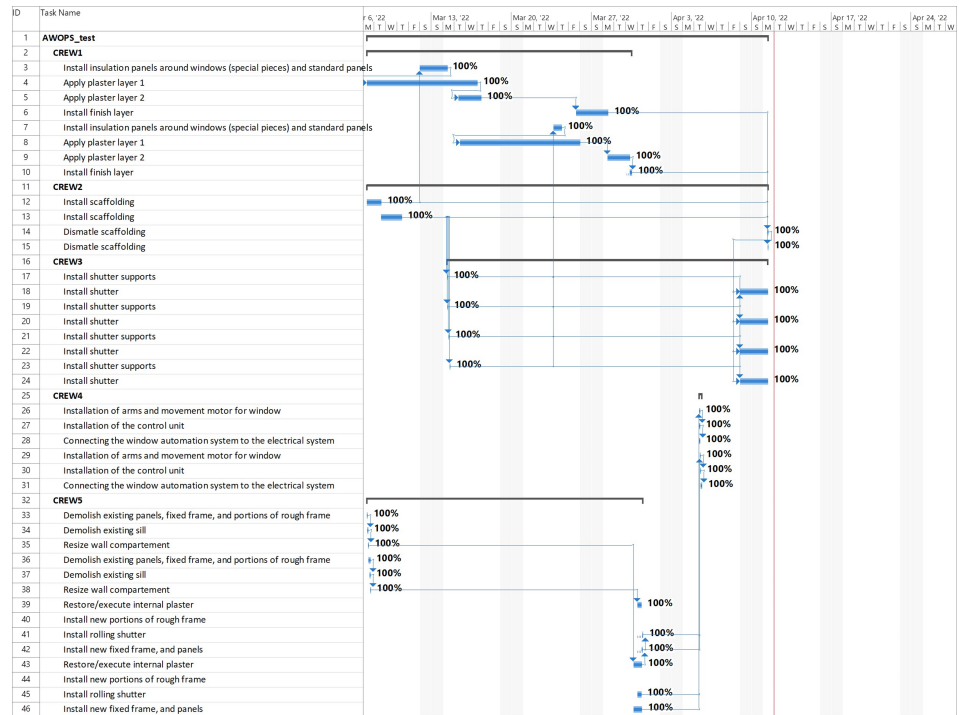 ID Task Name r 6, '22 Mar 13, '22 Mar 20, '22 Mar 27, '22 Apr 3, '22 Apr 10, '22 Apr 17, '22 Apr 24, '22
M T W T F S S M T W T F S S M T W T F S S M T W T F S S M T W T F S S M T W T F S S M T W T F S S M T W
1 AWOPS_test
2 CREW1
3 Install insulation panels around windows (special pieces) and standard panels 100%
4 Apply plaster layer 1 100%
5 Apply plaster layer 2 100%
6 Install finish layer 100%
7 Install insulation panels around windows (special pieces) and standard panels 100%
8 Apply plaster layer 1 100%
9 Apply plaster layer 2 100%
10 Install finish layer 100%
11 CREW2
12 Install scaffolding 100%
13 Install scaffolding 100%
14 Dismatle scaffolding 100%
15 Dismatle scaffolding 100%
16 CREW3
17 Install shutter supports 100%
18 Install shutter 100%
19 Install shutter supports 100%
20 Install shutter 100%
21 Install shutter supports 100%
22 Install shutter 100%
23 Install shutter supports 100%
24 Install shutter 100%
25 CREW4
26 Installation of arms and movement motor for window 100%
27 Installation of the control unit 100%
28 Connecting the window automation system to the electrical system 100%
29 Installation of arms and movement motor for window 100%
30 Installation of the control unit 100%
31 Connecting the window automation system to the electrical system 100%
32 CREW5
33 Demolish existing panels, fixed frame, and portions of rough frame 100%
34 Demolish existing sill 100%
35 Resize wall compartement 100%
36 Demolish existing panels, fixed frame, and portions of rough frame 100%
37 Demolish existing sill 100%
38 Resize wall compartement 100%
39 Restore/execute internal plaster 100%
40 Install new portions of rough frame
41 Install rolling shutter 100%
42 Install new fixed frame, and panels 100%
43 Restore/execute internal plaster 100%
44 Install new portions of rough frame
45 Install rolling shutter 100%
46 Install new fixed frame, and panels 100%